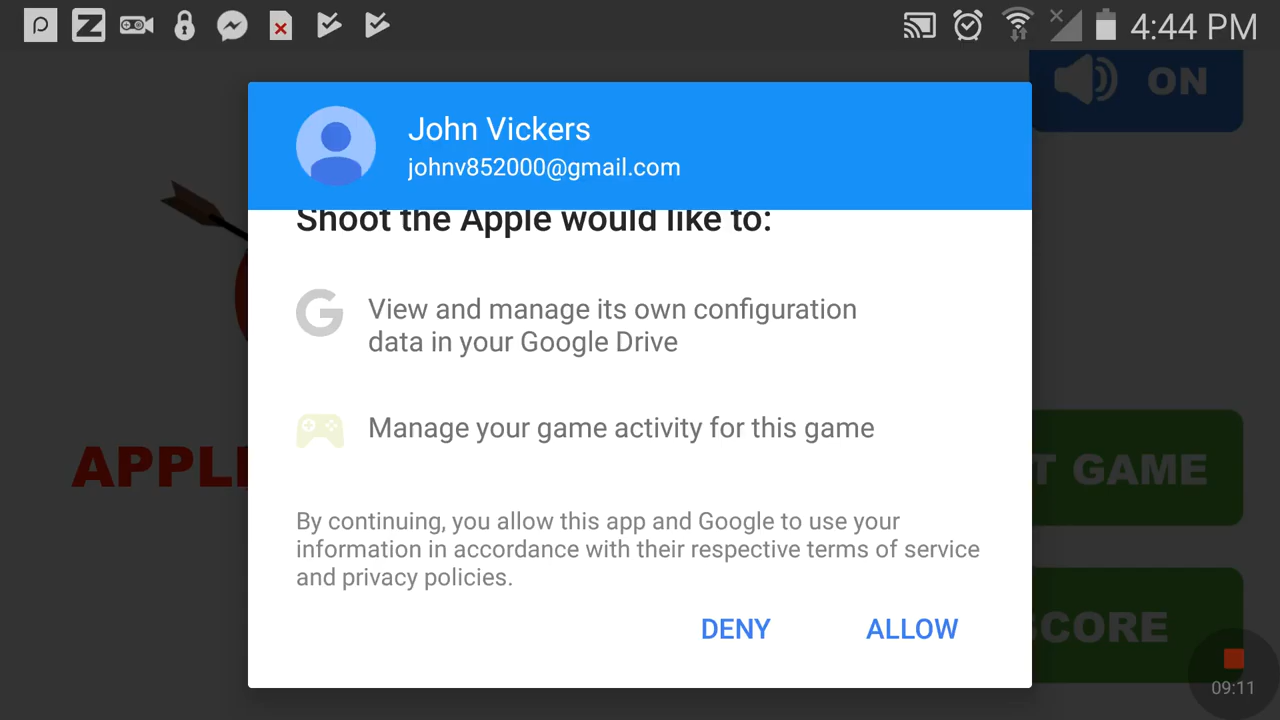 4:44 PM
ON
John Vickers
johnv852000@gmail.com
Shoot the Apple would like to:
View and manage its own configuration
data in your Google Drive
Manage your game activity for this game
APPLE
T GAME
By continuing, you allow this app and Google to use your
information in accordance with their respective terms of service
and privacy policies.
DENY ALLOW
SCORE
09:11